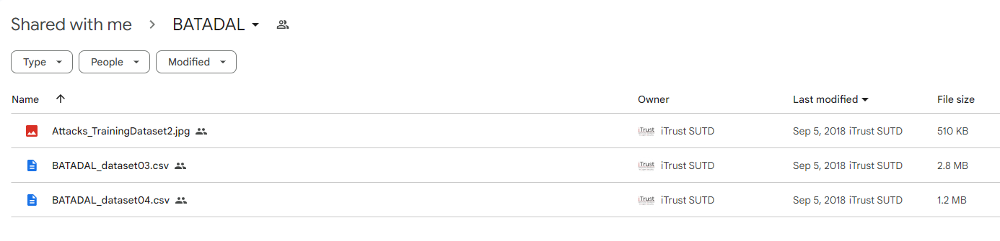 Shared with me > BATADAL
Type People Modified
Name Owner Last modified File size
Attacks_TrainingDataset2.jpg iTrust iTrust SUTD Sep 5, 2018 iTrust SUTD 510 KB
BATADAL_dataset03.csv iTrust iTrust SUTD Sep 5, 2018 iTrust SUTD 2.8 MB
BATADAL_dataset04.csv iTrust iTrust SUTD Sep 5, 2018 iTrust SUTD 1.2 MB